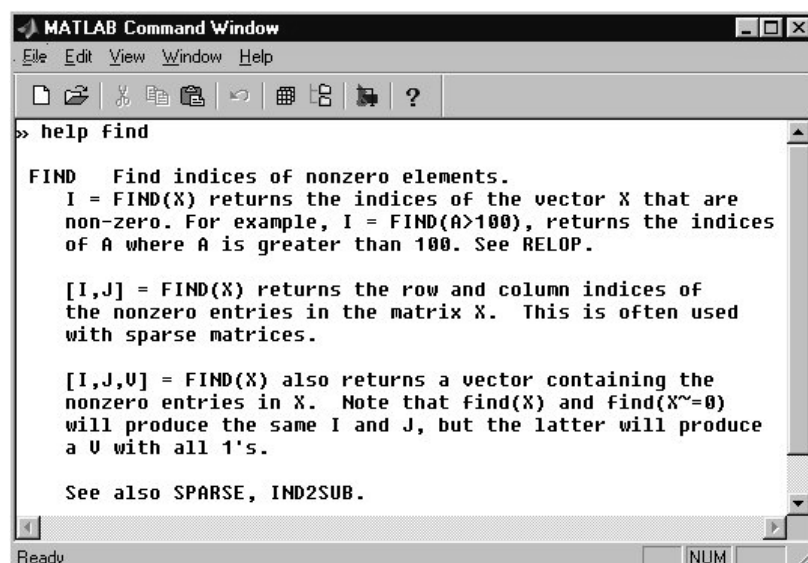 MATLAB Command Window
File Edit View Window Help
?
» help find
FIND Find indices of nonzero elements.
I = FIND(X) returns the indices of the vector X that are
non-zero. For example, I = FIND(A>100), returns the indices
of A where A is greater than 100. See RELOP.
[I,J] = FIND(X) returns the row and column indices of
the nonzero entries in the matrix X. This is often used
with sparse matrices.
[I,J,V] = FIND(X) also returns a vector containing the
nonzero entries in X. Note that find(X) and find(X~=0)
will produce the same I and J, but the latter will produce
a V with all 1's.
See also SPARSE, IND2SUB.
Ready NUM